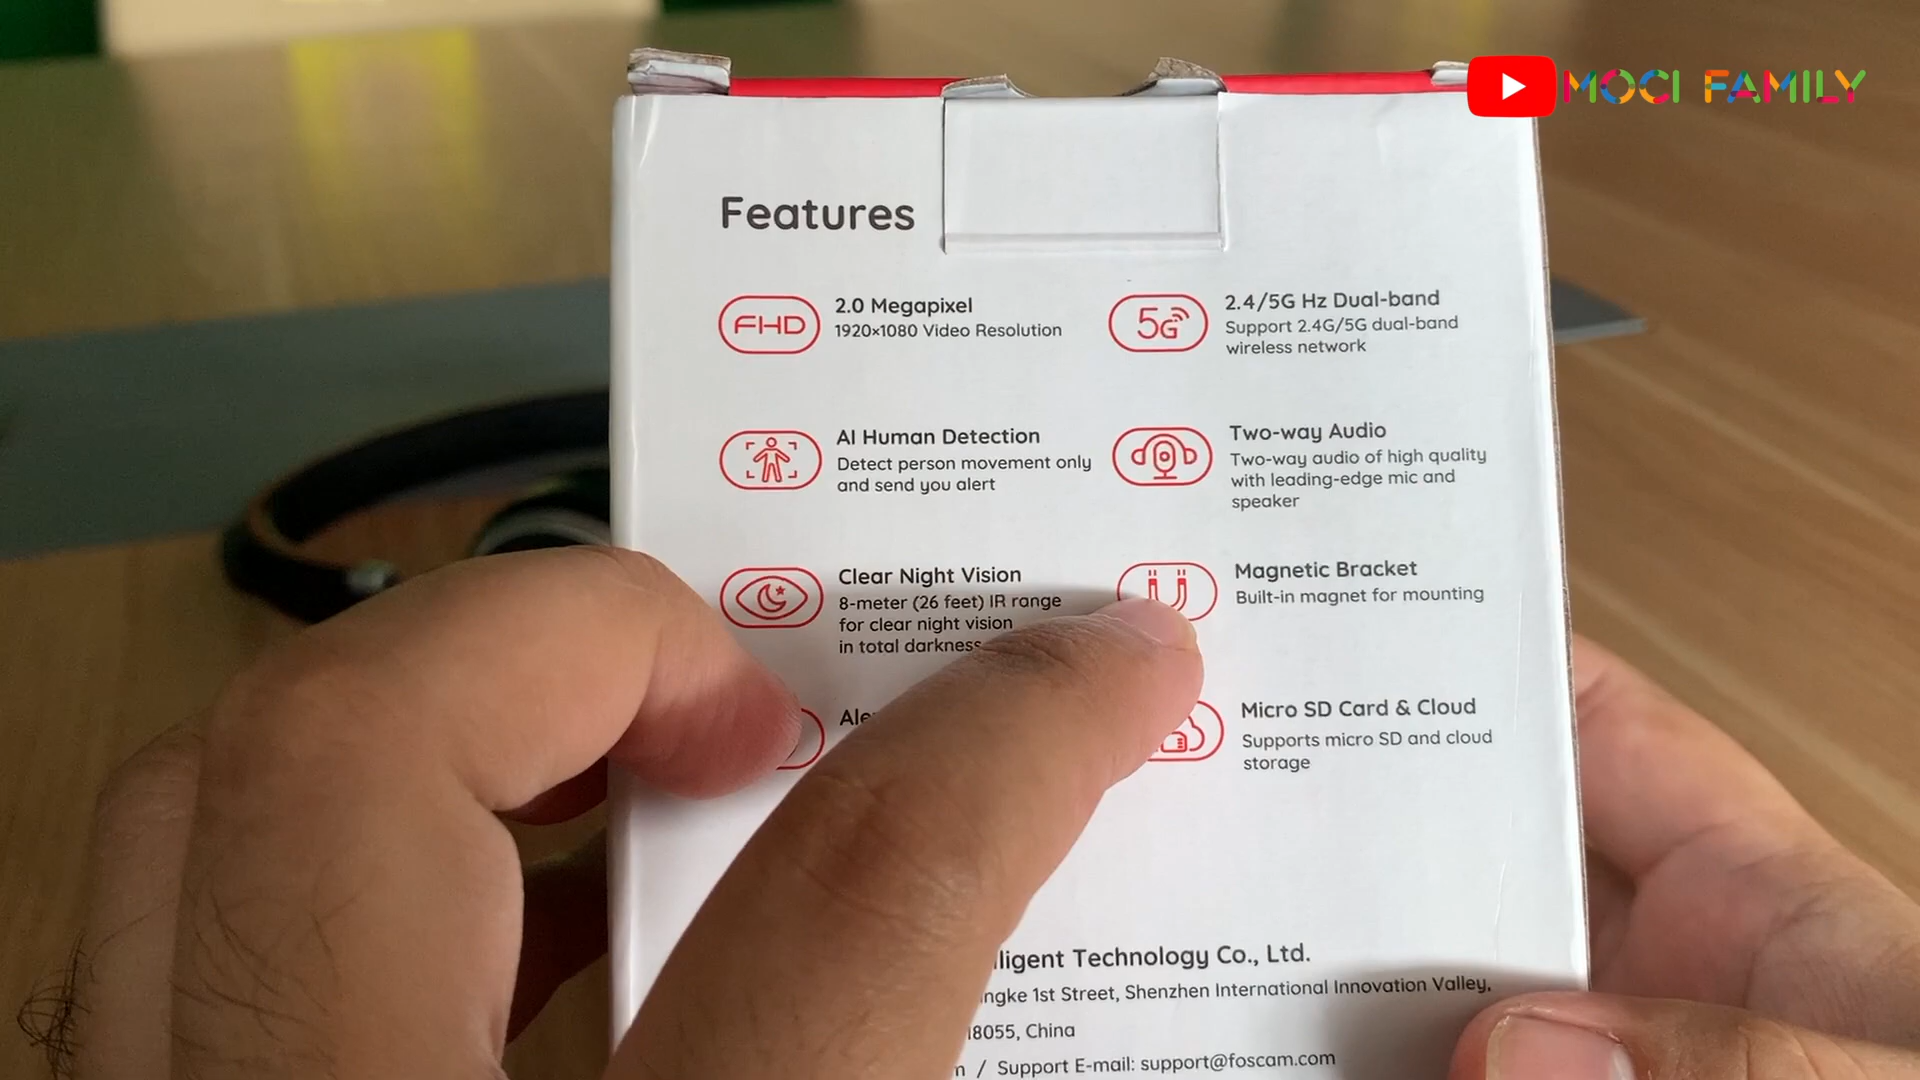 MOCI FAMILY
Features
FHD
2.0 Megapixel
1920×1080 Video Resolution
5G
2.4/5G Hz Dual-band
Support 2.4G/5G dual-band
wireless network
AI Human Detection
Detect person movement only
and send you alert
Two-way Audio
Two-way audio of high quality
with leading-edge mic and
speaker
Clear Night Vision
8-meter (26 feet) IR range
for clear night vision
in total darkness
Magnetic Bracket
Built-in magnet for mounting
Micro SD Card & Cloud
Supports micro SD and cloud
storage
Technology Co., Ltd.
1st Street, Shenzhen International Innovation Valley,
18055, China
/ Support E-mail: support@foscam.com